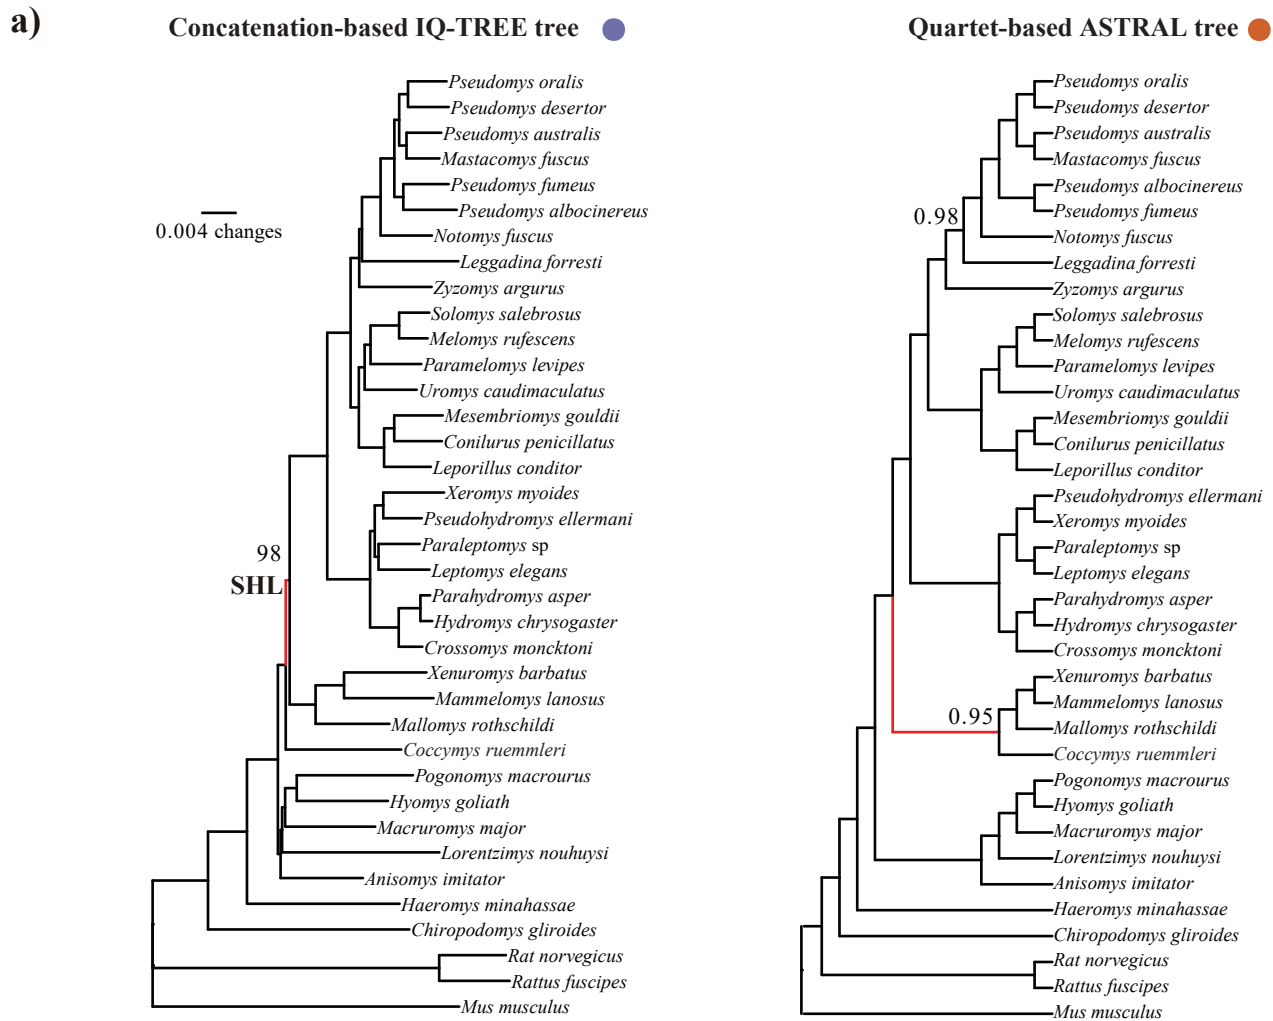 a)
Concatenation-based IQ-TREE tree
Pseudomys oralis
Pseudomys desertor
Pseudomys australis
Mastacomys fuscus
Pseudomys fumeus
Pseudomys albocinereus
Notomys fuscus
Leggadina forresti
Zyzomys argurus
Solomys salebrosus
Melomys rufescens
Paramelomys levipes
Uromys caudimaculatus
Mesembriomys gouldii
Conilurus penicillatus
Leporillus conditor
Xeromys myoides
Pseudohydromys ellermani
Paraleptomys sp
Leptomys elegans
Parahydromys asper
Hydromys chrysogaster
Crossomys moncktoni
Xenuromys barbatus
Mammelomys lanosus
Mallomys rothschildi
Coccymys ruemmleri
Pogonomys macrourus
Hyomys goliath
Macruromys major
Lorentzimys nouhuysi
Anisomys imitator
Haeromys minahassae
Chiropodomys gliroides
Rat norvegicus
Rattus fuscipes
Mus musculus
0.004 changes
98
SHL
Quartet-based ASTRAL tree
Pseudomys oralis
Pseudomys desertor
Pseudomys australis
Mastacomys fuscus
Pseudomys albocinereus
Pseudomys fumeus
Notomys fuscus
Leggadina forresti
Zyzomys argurus
Solomys salebrosus
Melomys rufescens
Paramelomys levipes
Uromys caudimaculatus
Mesembriomys gouldii
Conilurus penicillatus
Leporillus conditor
Pseudohydromys ellermani
Xeromys myoides
Paraleptomys sp
Leptomys elegans
Parahydromys asper
Hydromys chrysogaster
Crossomys moncktoni
Xenuromys barbatus
Mammelomys lanosus
Mallomys rothschildi
Coccymys ruemmleri
Pogonomys macrourus
Hyomys goliath
Macruromys major
Lorentzimys nouhuysi
Anisomys imitator
Haeromys minahassae
Chiropodomys gliroides
Rat norvegicus
Rattus fuscipes
Mus musculus
0.98
0.95